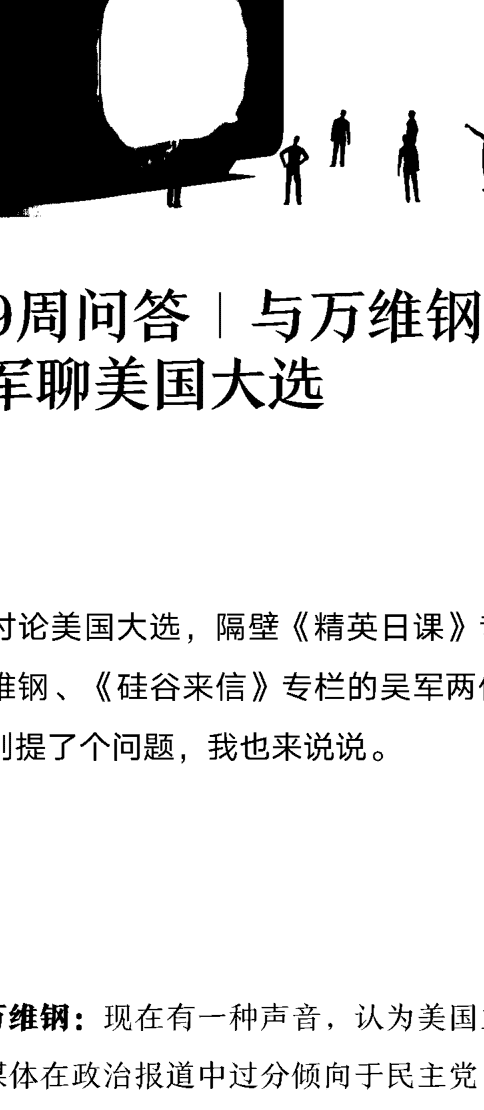 9周问答｜与万维钢
军聊美国大选
讨论美国大选，隔壁《精英日课》
维钢、《硅谷来信》专栏的吴军两
别提了个问题，我也来说说。
万维钢：现在有一种声音，认为美国
媒体在政治报道中过分倾向于民主党